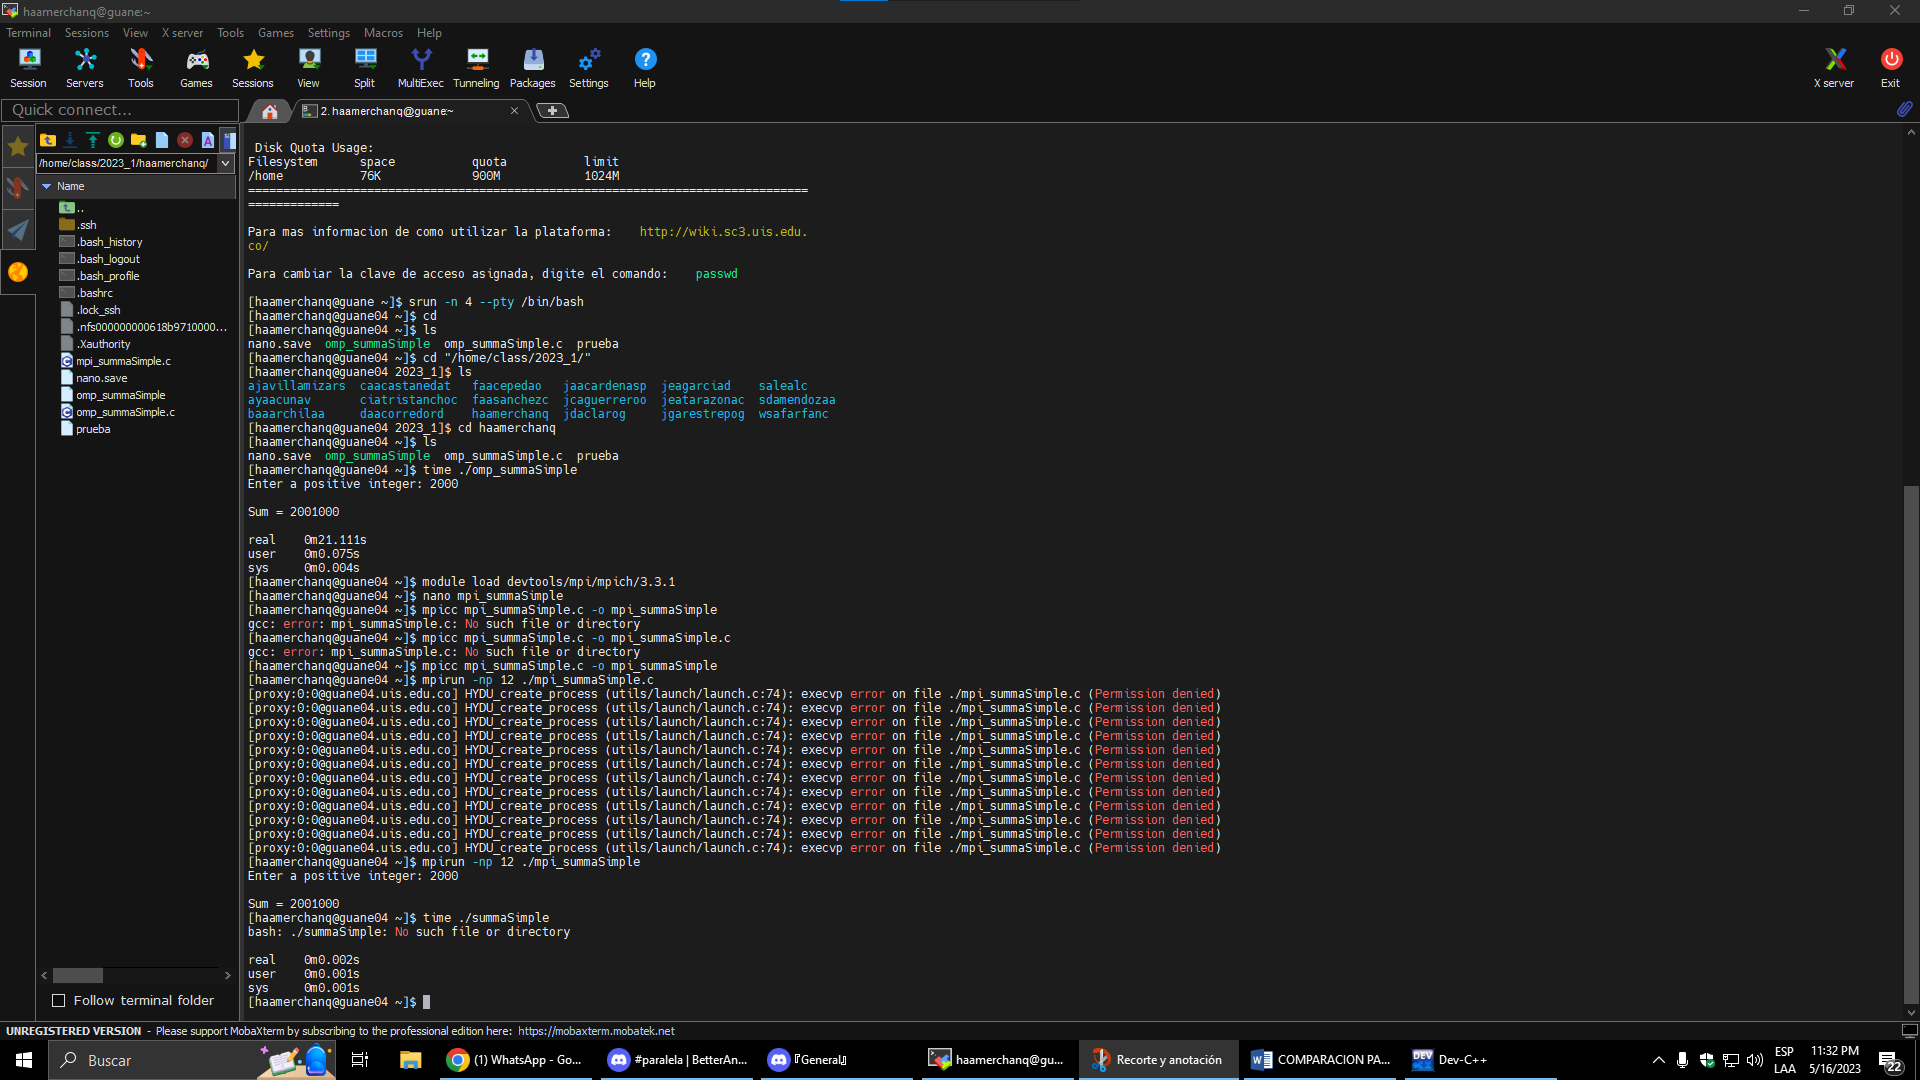 haamerchanq@guane:~
Terminal Sessions View X server Tools Games Settings Macros Help
Session Servers Tools Games Sessions View Split MultiExec Tunneling Packages Settings Help X server Exit
Quick connect...
2. haamerchanq@guane:~
/home/class/2023_1/haamerchanq/
Name
..
.ssh
.bash_history
.bash_logout
.bash_profile
.bashrc
.lock_ssh
.nfs000000000618b9710000...
.Xauthority
mpi_summaSimple.c
nano.save
omp_summaSimple
omp_summaSimple.c
prueba
Follow terminal folder
Disk Quota Usage:
Filesystem space quota limit
/home 76K 900M 1024M
================================================================================
=============
Para mas informacion de como utilizar la plataforma: http://wiki.sc3.uis.edu.
co/
Para cambiar la clave de acceso asignada, digite el comando: passwd
[haamerchanq@guane ~]$ srun -n 4 --pty /bin/bash
[haamerchanq@guane04 ~]$ cd
[haamerchanq@guane04 ~]$ ls
nano.save omp_summaSimple omp_summaSimple.c prueba
[haamerchanq@guane04 ~]$ cd "/home/class/2023_1/"
[haamerchanq@guane04 2023_1]$ ls
ajavillamizars caacastanedat faacepedao jaacardenasp jeagarciad salealc
ayaacunav ciatristanchoc faasanchezc jcaguerreroo jeatarazonac sdamendozaa
baaarchilaa daacorredord haamerchanq jdaclarog jgarestrepog wsafarfanc
[haamerchanq@guane04 2023_1]$ cd haamerchanq
[haamerchanq@guane04 ~]$ ls
nano.save omp_summaSimple omp_summaSimple.c prueba
[haamerchanq@guane04 ~]$ time ./omp_summaSimple
Enter a positive integer: 2000
Sum = 2001000
real 0m21.111s
user 0m0.075s
sys 0m0.004s
[haamerchanq@guane04 ~]$ module load devtools/mpi/mpich/3.3.1
[haamerchanq@guane04 ~]$ nano mpi_summaSimple
[haamerchanq@guane04 ~]$ mpicc mpi_summaSimple.c -o mpi_summaSimple
gcc: error: mpi_summaSimple.c: No such file or directory
[haamerchanq@guane04 ~]$ mpicc mpi_summaSimple.c -o mpi_summaSimple.c
gcc: error: mpi_summaSimple.c: No such file or directory
[haamerchanq@guane04 ~]$ mpicc mpi_summaSimple.c -o mpi_summaSimple
[haamerchanq@guane04 ~]$ mpirun -np 12 ./mpi_summaSimple.c
[proxy:0:0@guane04.uis.edu.co] HYDU_create_process (utils/launch/launch.c:74): execvp error on file ./mpi_summaSimple.c (Permission denied)
[proxy:0:0@guane04.uis.edu.co] HYDU_create_process (utils/launch/launch.c:74): execvp error on file ./mpi_summaSimple.c (Permission denied)
[proxy:0:0@guane04.uis.edu.co] HYDU_create_process (utils/launch/launch.c:74): execvp error on file ./mpi_summaSimple.c (Permission denied)
[proxy:0:0@guane04.uis.edu.co] HYDU_create_process (utils/launch/launch.c:74): execvp error on file ./mpi_summaSimple.c (Permission denied)
[proxy:0:0@guane04.uis.edu.co] HYDU_create_process (utils/launch/launch.c:74): execvp error on file ./mpi_summaSimple.c (Permission denied)
[proxy:0:0@guane04.uis.edu.co] HYDU_create_process (utils/launch/launch.c:74): execvp error on file ./mpi_summaSimple.c (Permission denied)
[proxy:0:0@guane04.uis.edu.co] HYDU_create_process (utils/launch/launch.c:74): execvp error on file ./mpi_summaSimple.c (Permission denied)
[proxy:0:0@guane04.uis.edu.co] HYDU_create_process (utils/launch/launch.c:74): execvp error on file ./mpi_summaSimple.c (Permission denied)
[proxy:0:0@guane04.uis.edu.co] HYDU_create_process (utils/launch/launch.c:74): execvp error on file ./mpi_summaSimple.c (Permission denied)
[proxy:0:0@guane04.uis.edu.co] HYDU_create_process (utils/launch/launch.c:74): execvp error on file ./mpi_summaSimple.c (Permission denied)
[proxy:0:0@guane04.uis.edu.co] HYDU_create_process (utils/launch/launch.c:74): execvp error on file ./mpi_summaSimple.c (Permission denied)
[proxy:0:0@guane04.uis.edu.co] HYDU_create_process (utils/launch/launch.c:74): execvp error on file ./mpi_summaSimple.c (Permission denied)
[haamerchanq@guane04 ~]$ mpirun -np 12 ./mpi_summaSimple
Enter a positive integer: 2000
Sum = 2001000
[haamerchanq@guane04 ~]$ time ./summaSimple
bash: ./summaSimple: No such file or directory
real 0m0.002s
user 0m0.001s
sys 0m0.001s
[haamerchanq@guane04 ~]$
UNREGISTERED VERSION - Please support MobaXterm by subscribing to the professional edition here: https://mobaxterm.mobatek.net
Buscar
(1) WhatsApp - Go...
#paralela | BetterAn...
『General』
haamerchanq@gu...
Recorte y anotación
COMPARACION PA...
DEV Dev-C++
ESP
LAA
11:32 PM
5/16/2023
22